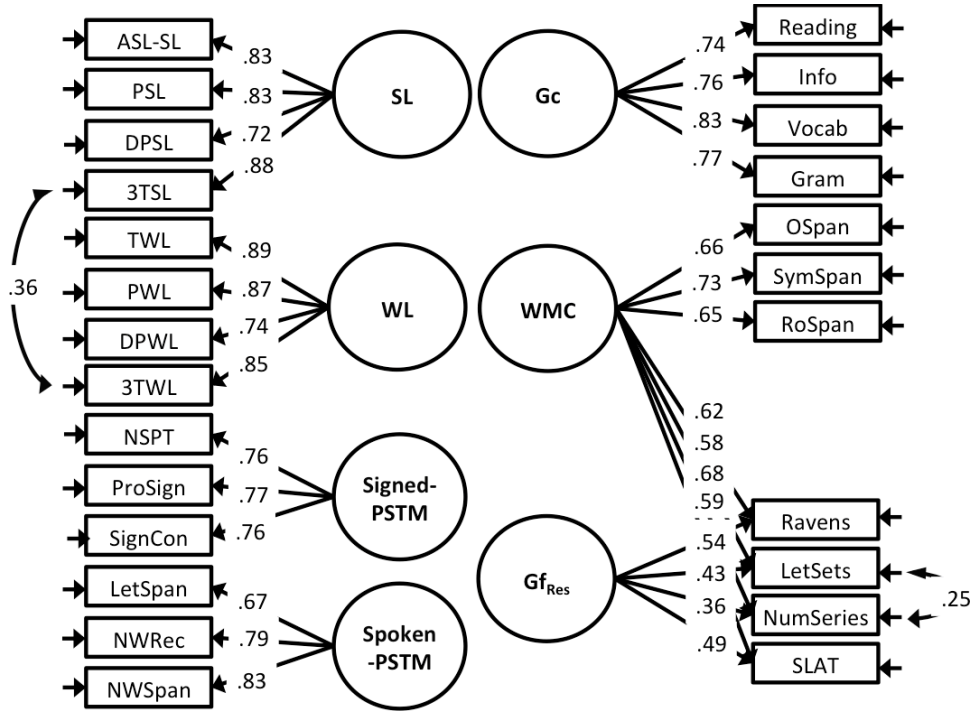 ASL-SL
PSL
DPSL
3TSL
TWL
PWL
DPWL
3TWL
NSPT
ProSign
SignCon
LetSpan
NWRec
NWSpan
.36
.83
.83
.72
.88
.89
.87
.74
.85
.76
.77
.76
.67
.79
.83
SL
WL
Signed-
PSTM
Spoken
-PSTM
Gc
WMC
GfRes
.74
.76
.83
.77
.66
.73
.65
.62
.58
.68
.59
.54
.43
.36
.49
Reading
Info
Vocab
Gram
OSpan
SymSpan
RoSpan
Ravens
LetSets
NumSeries
SLAT
.25